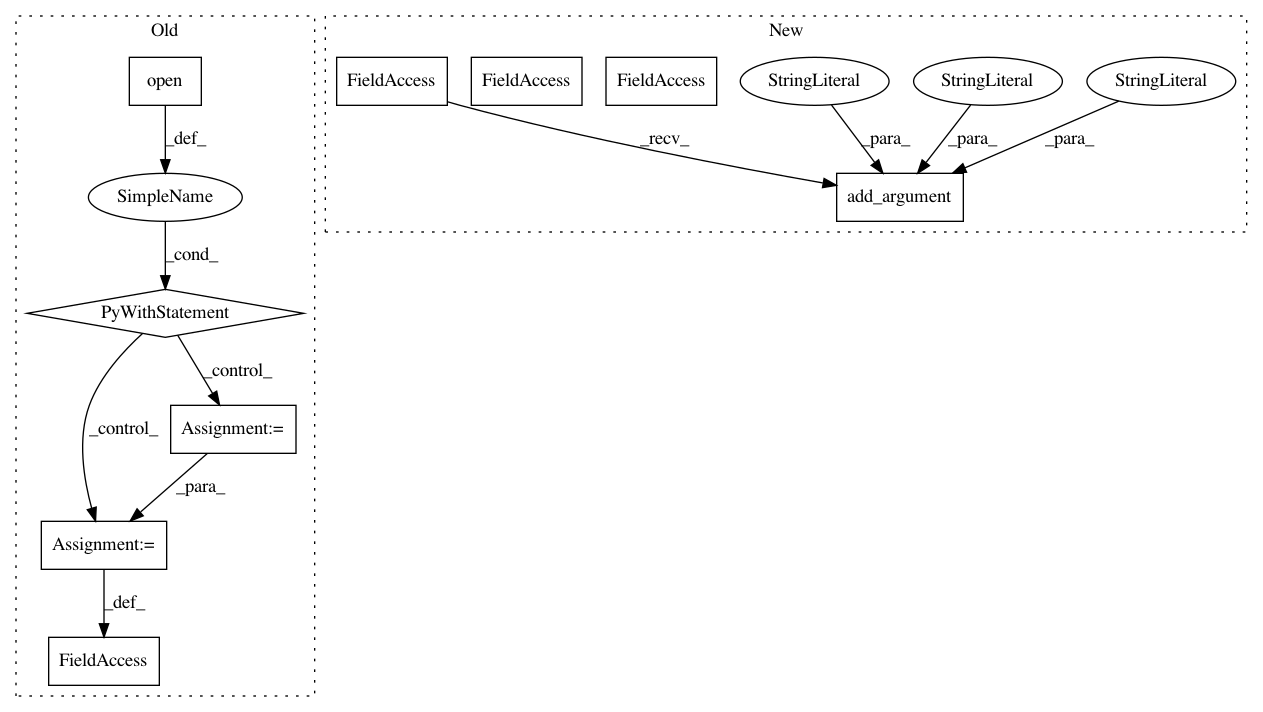 Old
New
open
FieldAccess
FieldAccess
FieldAccess
StringLiteral
StringLiteral
StringLiteral
_def_
_recv_
_para_
_para_
_para_
SimpleName
add_argument
_cond_
PyWithStatement
_control_
_control_
Assignment:=
_para_
Assignment:=
_def_
FieldAccess